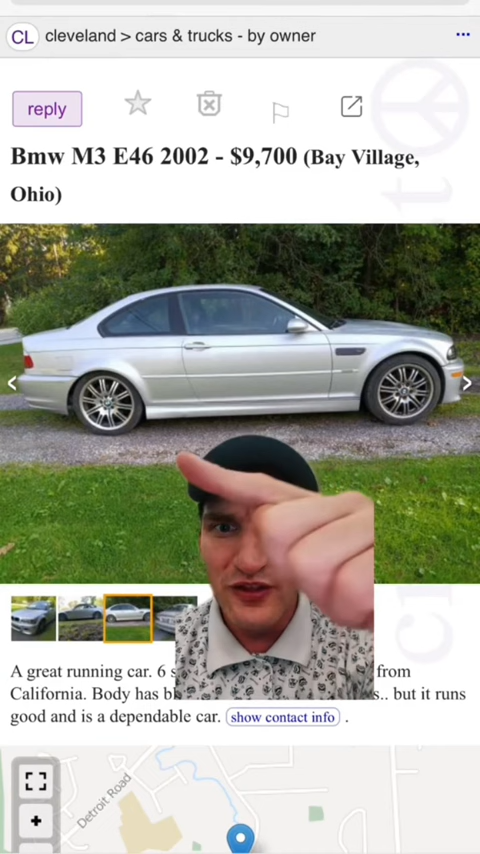 CL cleveland > cars & trucks - by owner
reply
Bmw M3 E46 2002 - $9,700 (Bay Village,
Ohio)
A great running car. 6 from
California. Body has but it runs
good and is a dependable car. show contact info .
Detroit Road
+